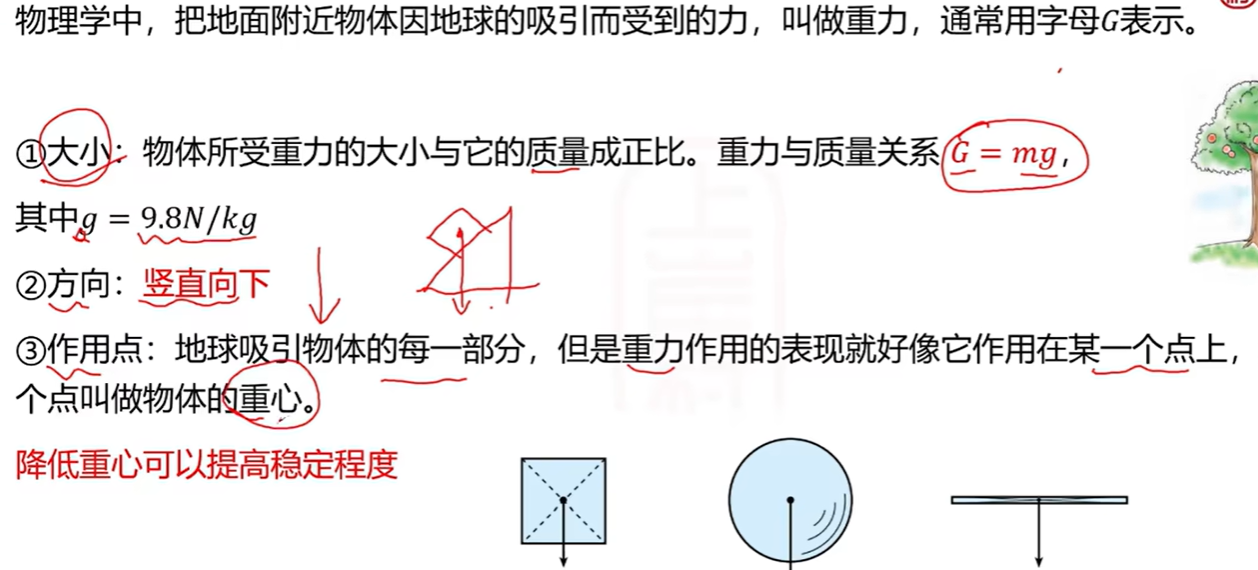 物理学中，把地面附近物体因地球的吸引而受到的力，叫做重力，通常用字母G表示。
①大小：物体所受重力的大小与它的质量成正比。重力与质量关系G = mg，
其中g = 9.8N/kg
②方向：竖直向下
③作用点：地球吸引物体的每一部分，但是重力作用的表现就好像它作用在某一个点上，
个点叫做物体的重心。
降低重心可以提高稳定程度